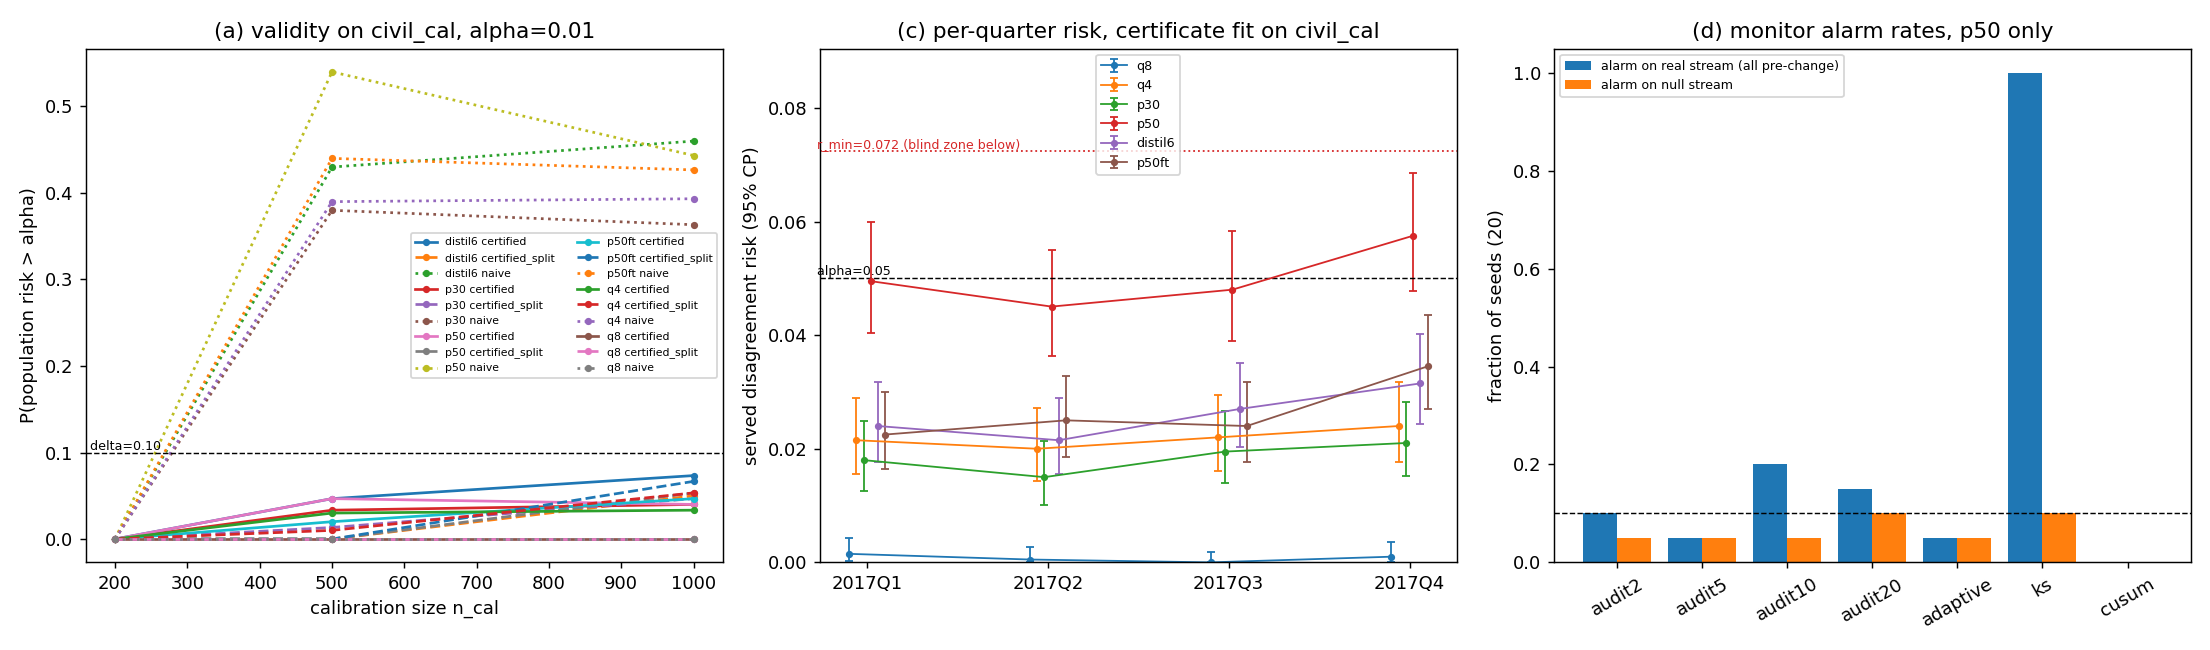 (a) validity on civil_cal, alpha=0.01
P(population risk > alpha)
0.5
0.4
0.3
0.2
0.1
0.0
delta=0.10
distil6 certified
distil6 certified_split
distil6 naive
p30 certified
p30 certified_split
p30 naive
p50 certified
p50 certified_split
p50 naive
p50ft certified
p50ft certified_split
p50ft naive
q4 certified
q4 certified_split
q4 naive
q8 certified
q8 certified_split
q8 naive
200 300 400 500 600 700 800 900 1000
calibration size n_cal
(c) per-quarter risk, certificate fit on civil_cal
served disagreement risk (95% CP)
0.08
0.06
0.04
0.02
0.00
q8
q4
p30
p50
distil6
p50ft
r_min=0.072 (blind zone below)
alpha=0.05
2017Q1 2017Q2 2017Q3 2017Q4
(d) monitor alarm rates, p50 only
fraction of seeds (20)
1.0
0.8
0.6
0.4
0.2
0.0
alarm on real stream (all pre-change)
alarm on null stream
audit2 audit5 audit10 audit20 adaptive ks cusum